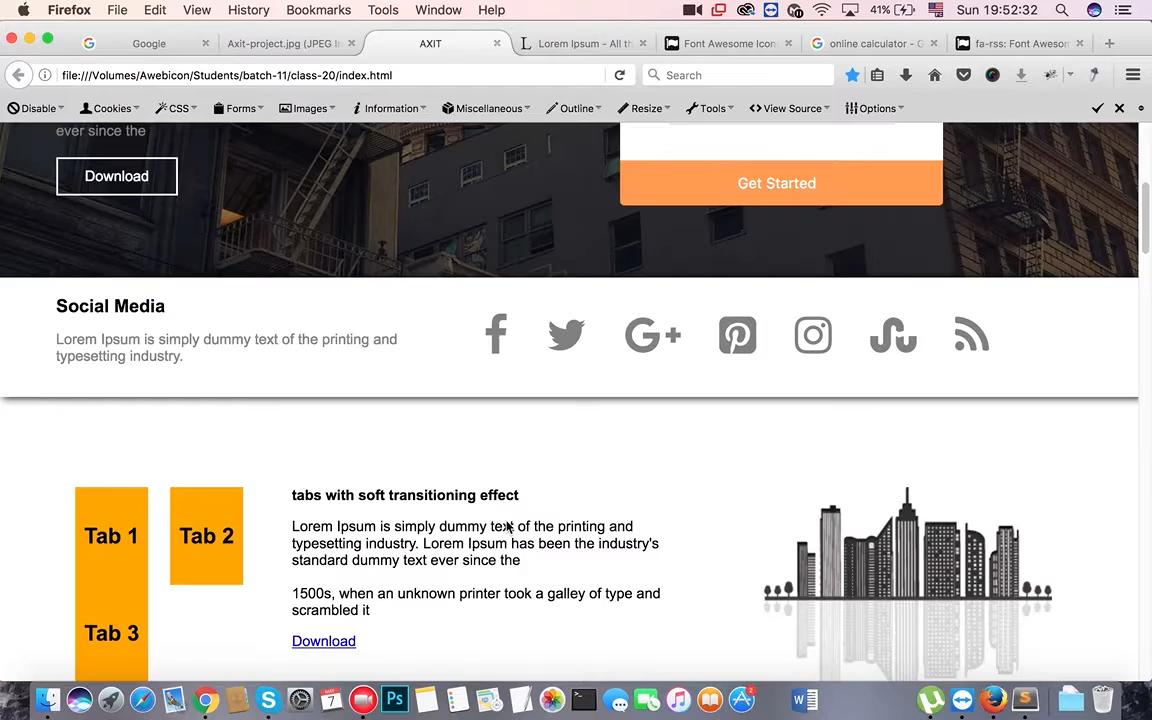 Firefox File Edit View History Bookmarks Tools Window Help 41% Sun 19:52:32
Google Axit-project.jpg (JPEG I AXIT Lorem Ipsum - All th Font Awesome Icon online calculator - G fa-rss: Font Awesom
file:///Volumes/Awebicon/Students/batch-11/class-20/index.html Search
Disable Cookies CSS Forms Images Information Miscellaneous Outline Resize Tools View Source Options
ever since the
Download
Get Started
Social Media
Lorem Ipsum is simply dummy text of the printing and
typesetting industry.
tabs with soft transitioning effect
Tab 1 Tab 2
Lorem Ipsum is simply dummy text of the printing and
typesetting industry. Lorem Ipsum has been the industry's
standard dummy text ever since the
1500s, when an unknown printer took a galley of type and
scrambled it
Tab 3
Download